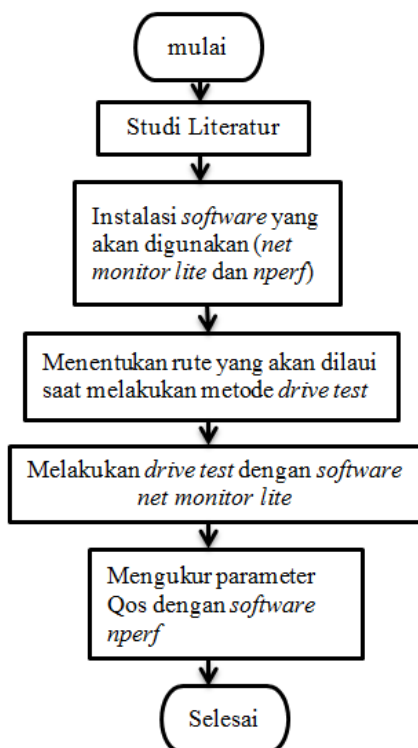 mulai
Studi Literatur
Instalasi software yang
akan digunakan (net
monitor lite dan nperf)
Menentukan rute yang akan dilaui
saat melakukan metode drive test
Melakukan drive test dengan software
net monitor lite
Mengukur parameter
Qos dengan software
nperf
Selesai